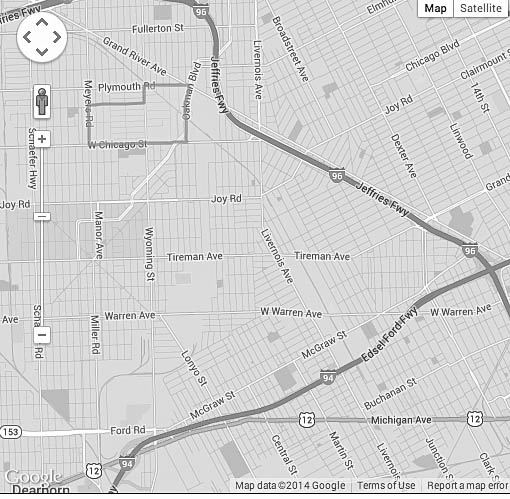 Map
Satellite
ffries Fwy
96
Fullerton St
Elmhu
Grand River Ave
Livernois Ave
Broadstreet Ave
Chicago Blvd
Clairmount S
Jeffries Fwy
Oakman Blvd
Meyers Rd
Plymouth Rd
14th St
Joy Rd
Linwood
Dexter Ave
Schaefer Hwy
W Chicago St
96
Jeffries Fwy
Grand
Joy Rd
Joy Rd
Manor Ave
Wyoming St
Livernois Ave
Tireman Ave
Tireman Ave
96
Ave
Warren Ave
W Warren Ave
W Warren Ave
Scha
Rd
Miller Rd
Lonyo St
McGraw St
Edsel Ford Fwy
94
McGraw St
Buchanan St
153
Ford Rd
12
Michigan Ave
12
94
12
Central St
Martin St
Livernoi
Junction S
Clark S
Google
Dearborn
wy
Map data ©2014 Google
Terms of Use
Report a map error